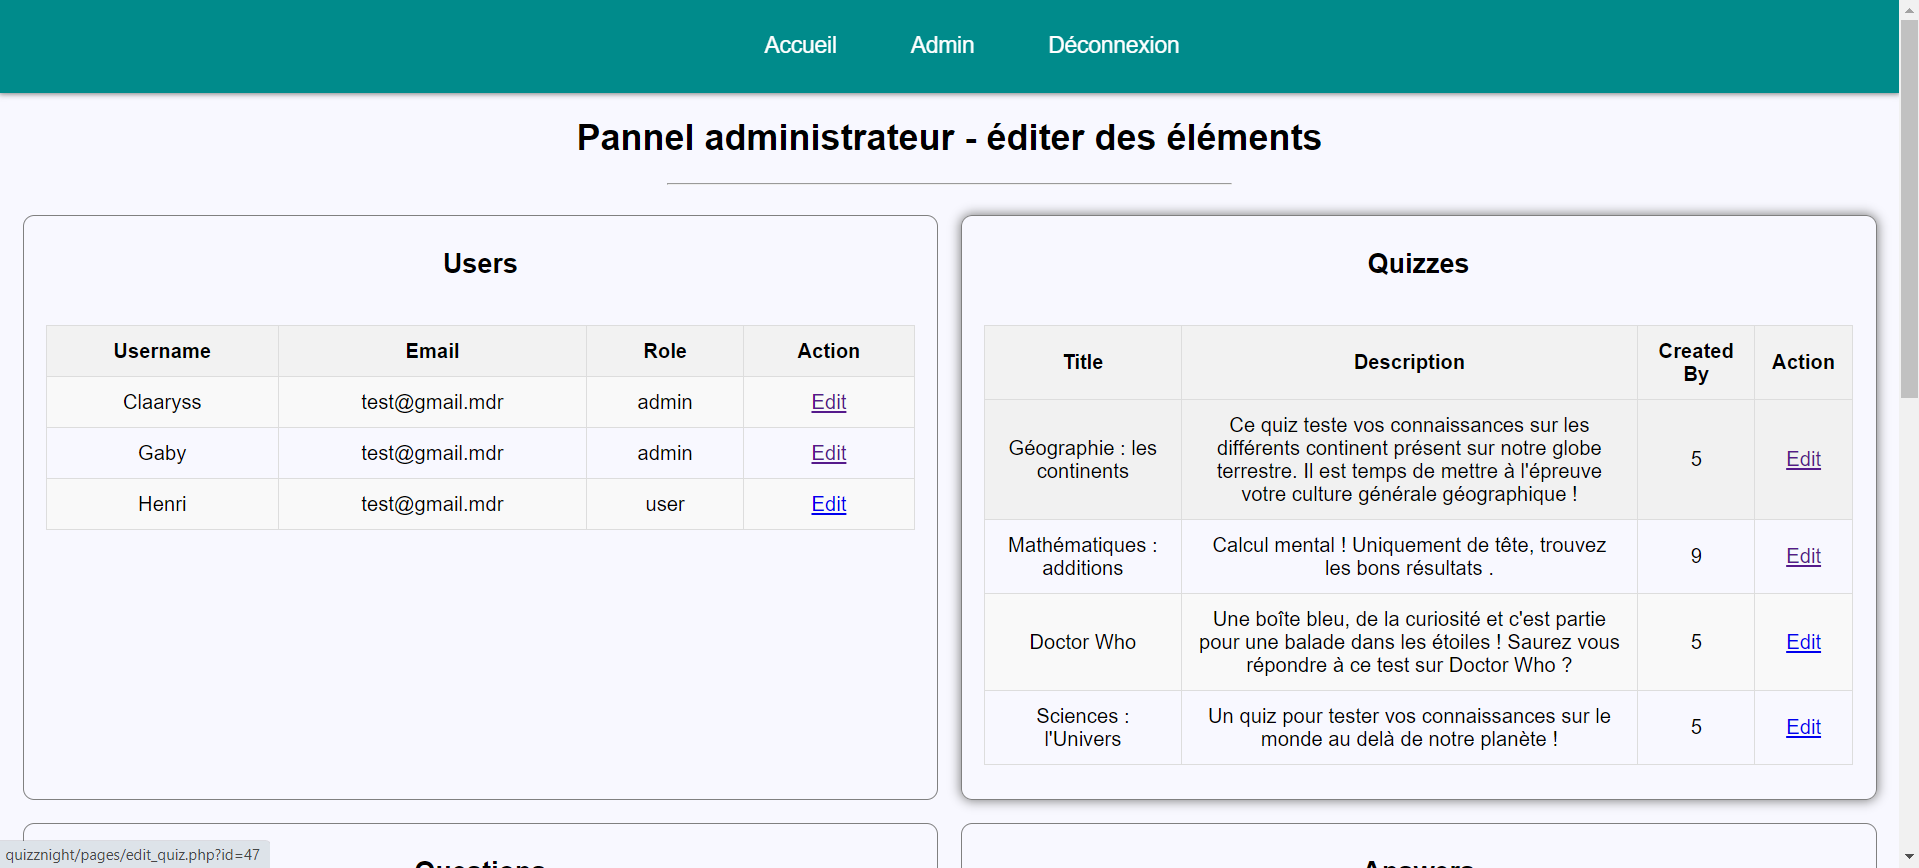 Accueil Admin Déconnexion
Pannel administrateur - éditer des éléments
Users
Username Email Role Action
Claaryss test@gmail.mdr admin Edit
Gaby test@gmail.mdr admin Edit
Henri test@gmail.mdr user Edit
Quizzes
Title Description Created By Action
Géographie : les
continents
Ce quiz teste vos connaissances sur les
différents continent présent sur notre globe
terrestre. Il est temps de mettre à l'épreuve
votre culture générale géographique !
5
Edit
Mathématiques :
additions
Calcul mental ! Uniquement de tête, trouvez
les bons résultats .
9
Edit
Doctor Who
Une boîte bleu, de la curiosité et c'est partie
pour une balade dans les étoiles ! Saurez vous
répondre à ce test sur Doctor Who ?
5
Edit
Sciences :
l'Univers
Un quiz pour tester vos connaissances sur le
monde au delà de notre planète !
5
Edit
Questions
Answers
quizznight/pages/edit_quiz.php?id=47